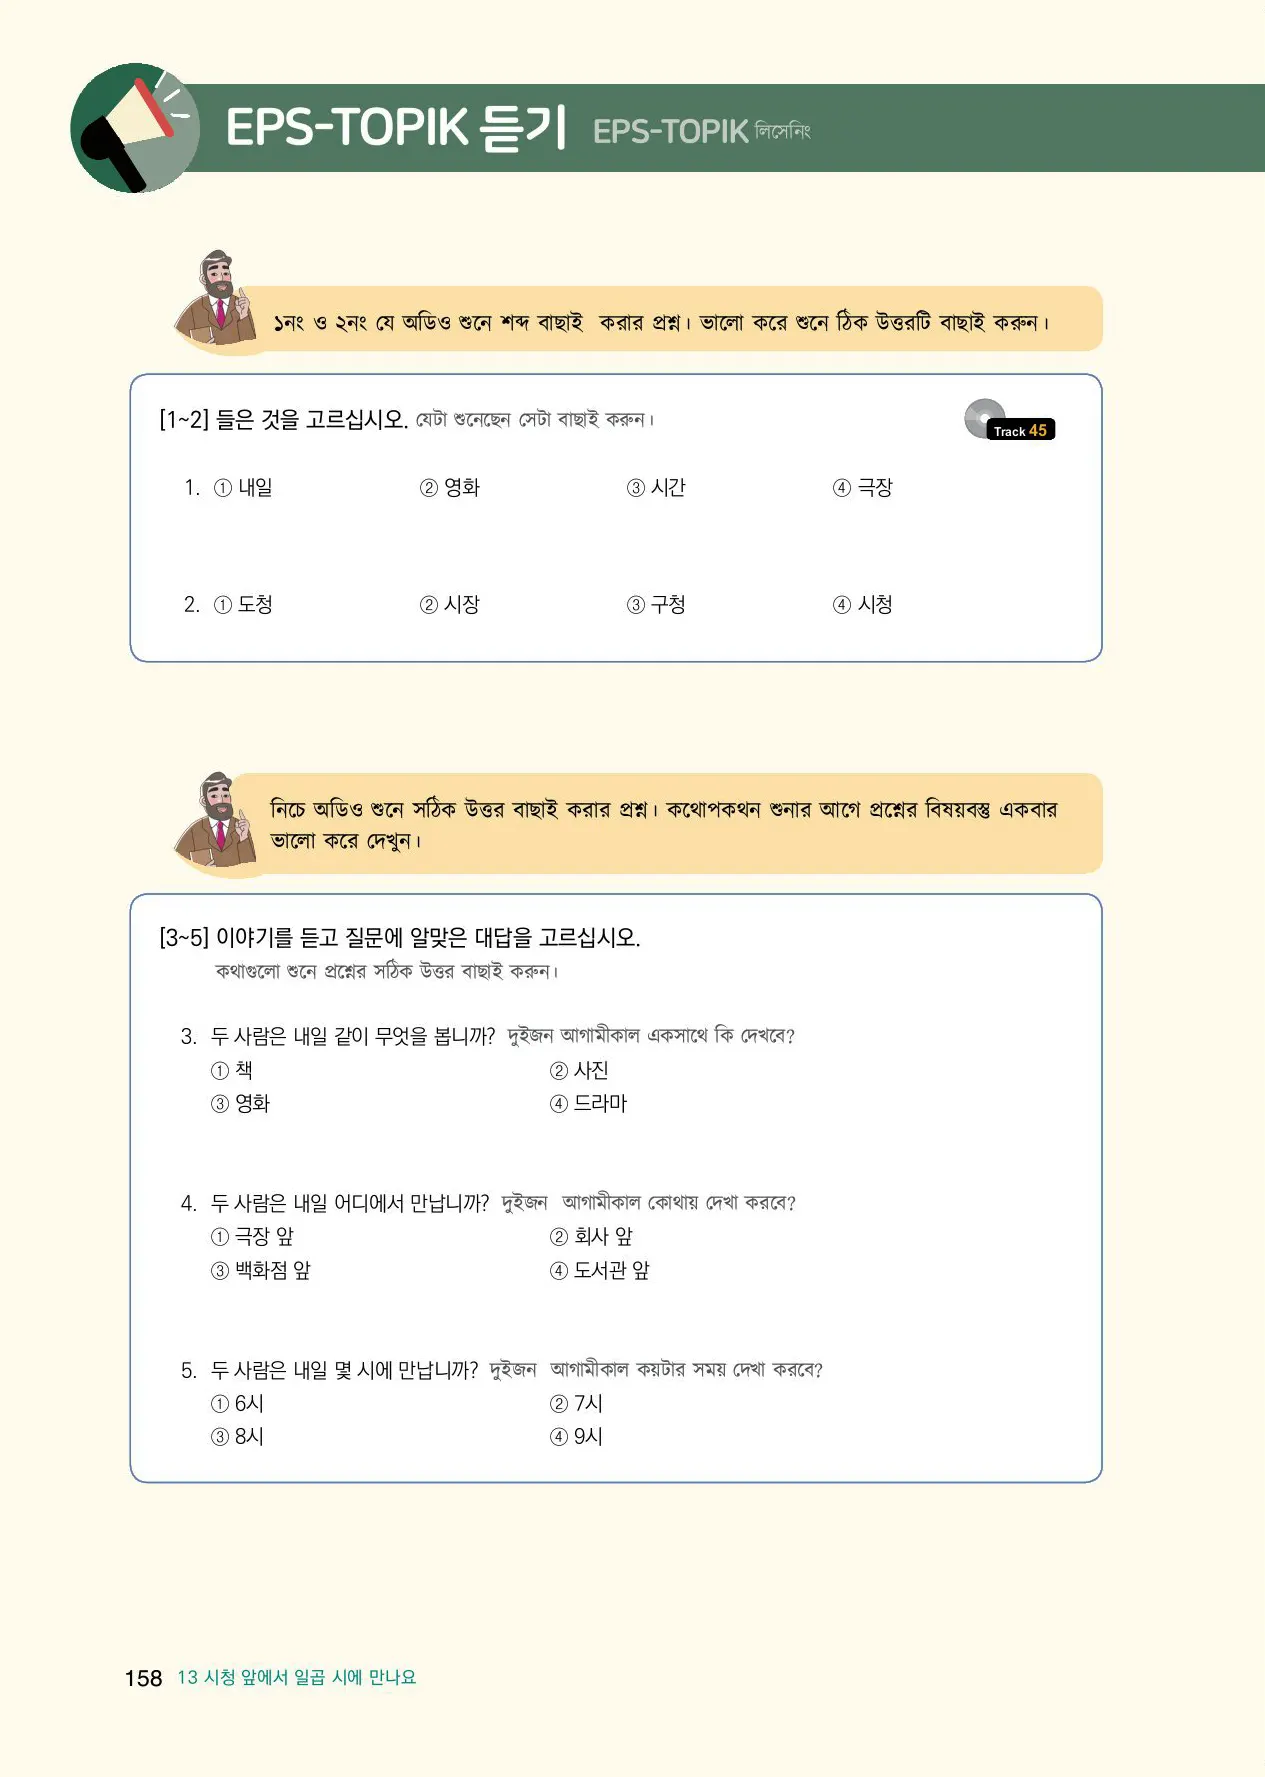 EPS-TOPIK 듣기 EPS-TOPIK লিসেনিং
১নং ও ২নং যে অডিও শুনে শব্দ বাছাই করার প্রশ্ন। ভালো করে শুনে ঠিক উত্তরটি বাছাই করুন।
[1~2] 들은 것을 고르십시오. যেটা শুনেছেন সেটা বাছাই করুন।
Track 45
1. ① 내일 ② 영화 ③ 시간 ④ 극장
2. ① 도청 ② 시장 ③ 구청 ④ 시청
নিচে অডিও শুনে সঠিক উত্তর বাছাই করার প্রশ্ন। কথোপকথন শুনার আগে প্রশ্নের বিষয়বস্তু একবার
ভালো করে দেখুন।
[3~5] 이야기를 듣고 질문에 알맞은 대답을 고르십시오.
কথাগুলো শুনে প্রশ্নের সঠিক উত্তর বাছাই করুন।
3. 두 사람은 내일 같이 무엇을 봅니까? দুইজন আগামীকাল একসাথে কি দেখবে?
① 책 ② 사진
③ 영화 ④ 드라마
4. 두 사람은 내일 어디에서 만납니까? দুইজন আগামীকাল কোথায় দেখা করবে?
① 극장 앞 ② 회사 앞
③ 백화점 앞 ④ 도서관 앞
5. 두 사람은 내일 몇 시에 만납니까? দুইজন আগামীকাল কয়টার সময় দেখা করবে?
① 6시 ② 7시
③ 8시 ④ 9시
158 13 시청 앞에서 일곱 시에 만나요